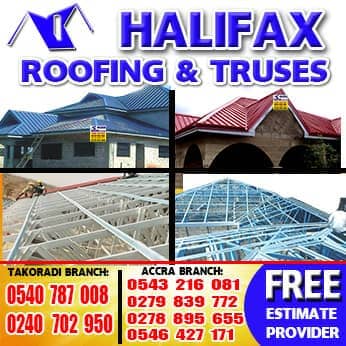 HALIFAX
ROOFING & TRUSES
TAKORADI BRANCH:
0540 787 008
0240 702 950
ACCRA BRANCH:
0543 216 081
0279 839 772
0278 895 655
0546 427 171
FREE
ESTIMATE
PROVIDER